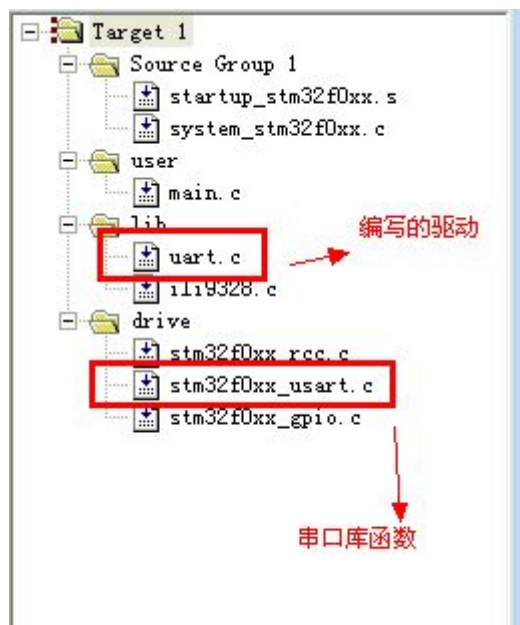 Target 1
Source Group 1
startup_stm32f0xx.s
system_stm32f0xx.c
user
main.c
lib
编写的驱动
uart.c
ili9328.c
drive
stm32f0xx_rcc.c
stm32f0xx_usart.c
stm32f0xx_gpio.c
串口库函数